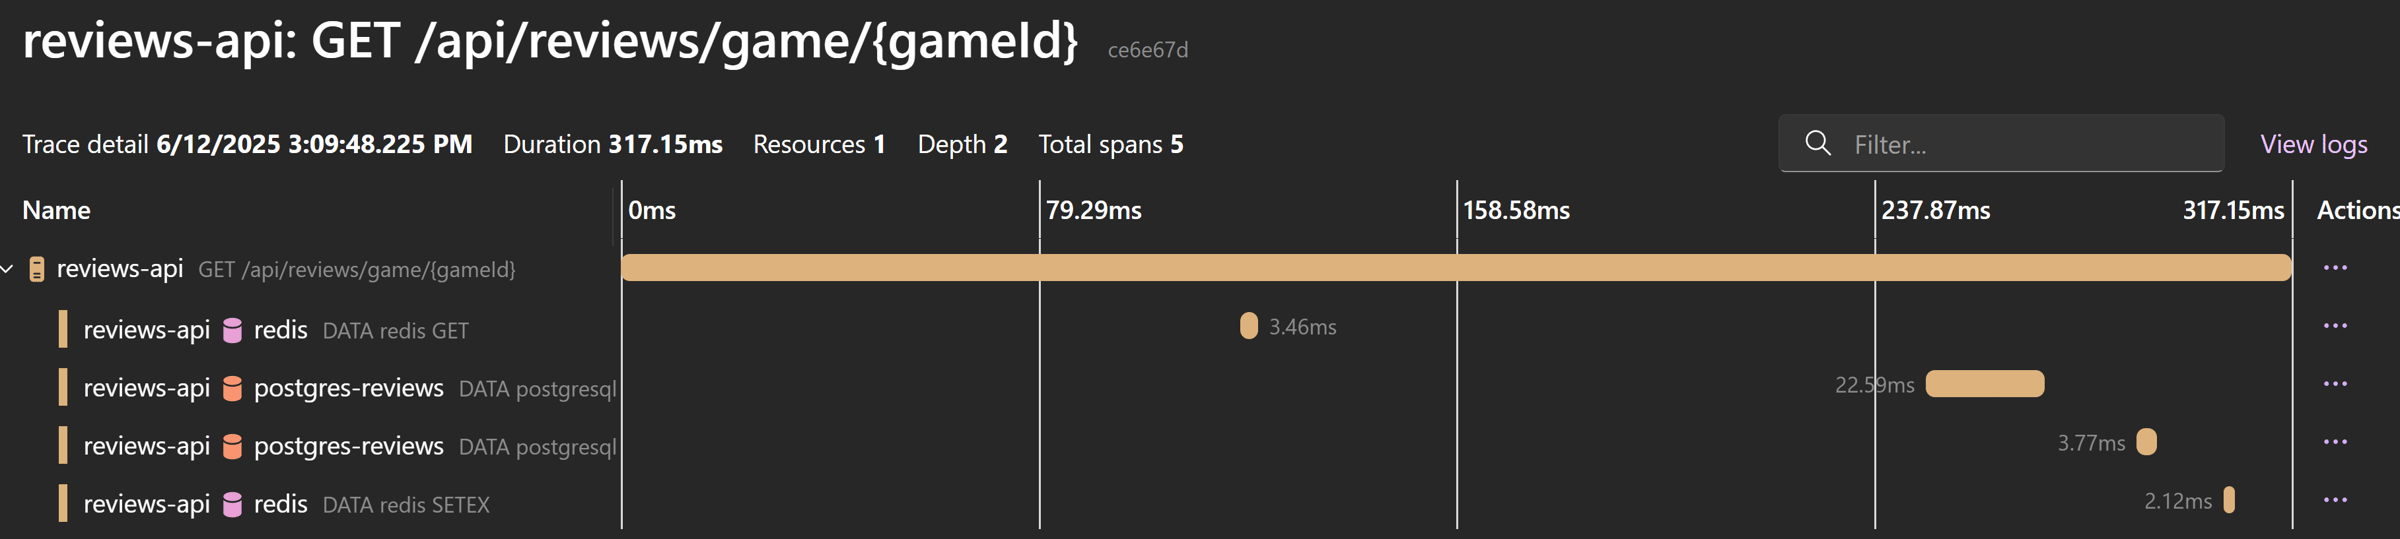 reviews-api: GET /api/reviews/game/{gameId} ce6e67d
Trace detail 6/12/2025 3:09:48.225 PM Duration 317.15ms Resources 1 Depth 2 Total spans 5 Filter... View logs
Name 0ms 79.29ms 158.58ms 237.87ms 317.15ms Actions
reviews-api GET /api/reviews/game/{gameId}
reviews-api redis DATA redis GET 3.46ms
reviews-api postgres-reviews DATA postgresql 22.59ms
reviews-api postgres-reviews DATA postgresql 3.77ms
reviews-api redis DATA redis SETEX 2.12ms